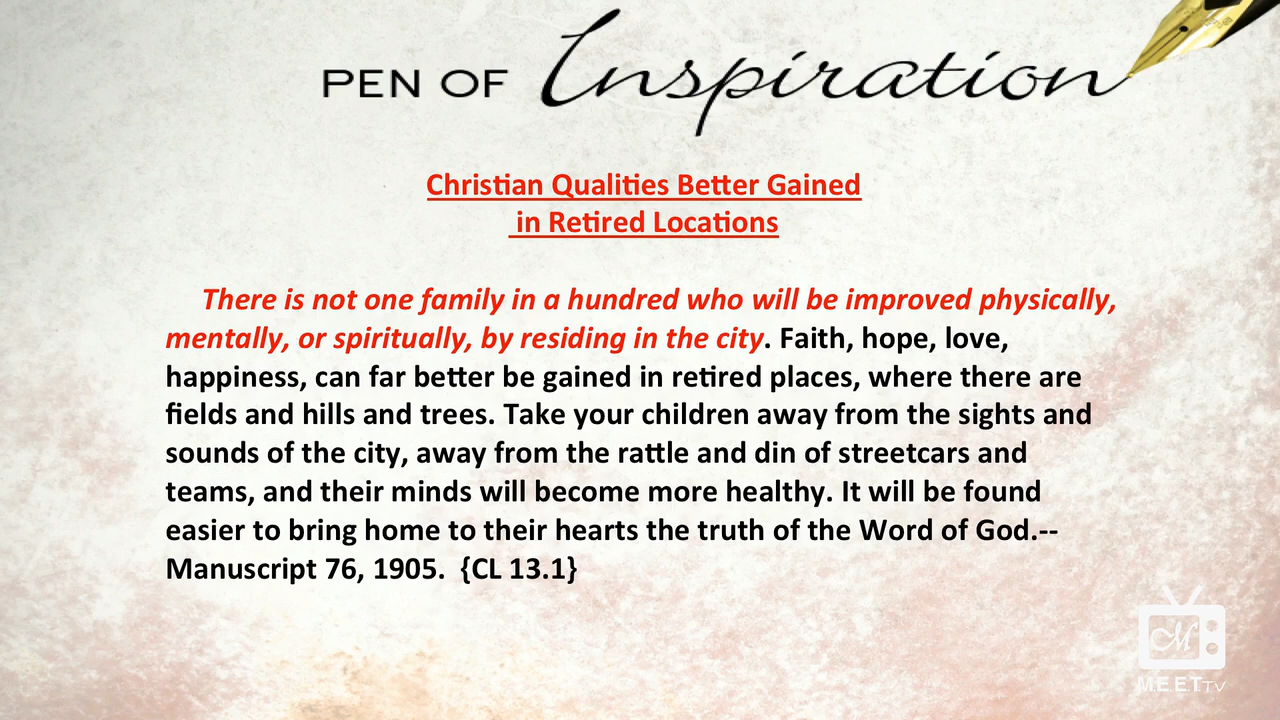 PEN OF Inspiration
Christian Qualities Better Gained
in Retired Locations
There is not one family in a hundred who will be improved physically,
mentally, or spiritually, by residing in the city. Faith, hope, love,
happiness, can far better be gained in retired places, where there are
fields and hills and trees. Take your children away from the sights and
sounds of the city, away from the rattle and din of streetcars and
teams, and their minds will become more healthy. It will be found
easier to bring home to their hearts the truth of the Word of God.--
Manuscript 76, 1905.  {CL 13.1}
M
M.E.E.T.TV